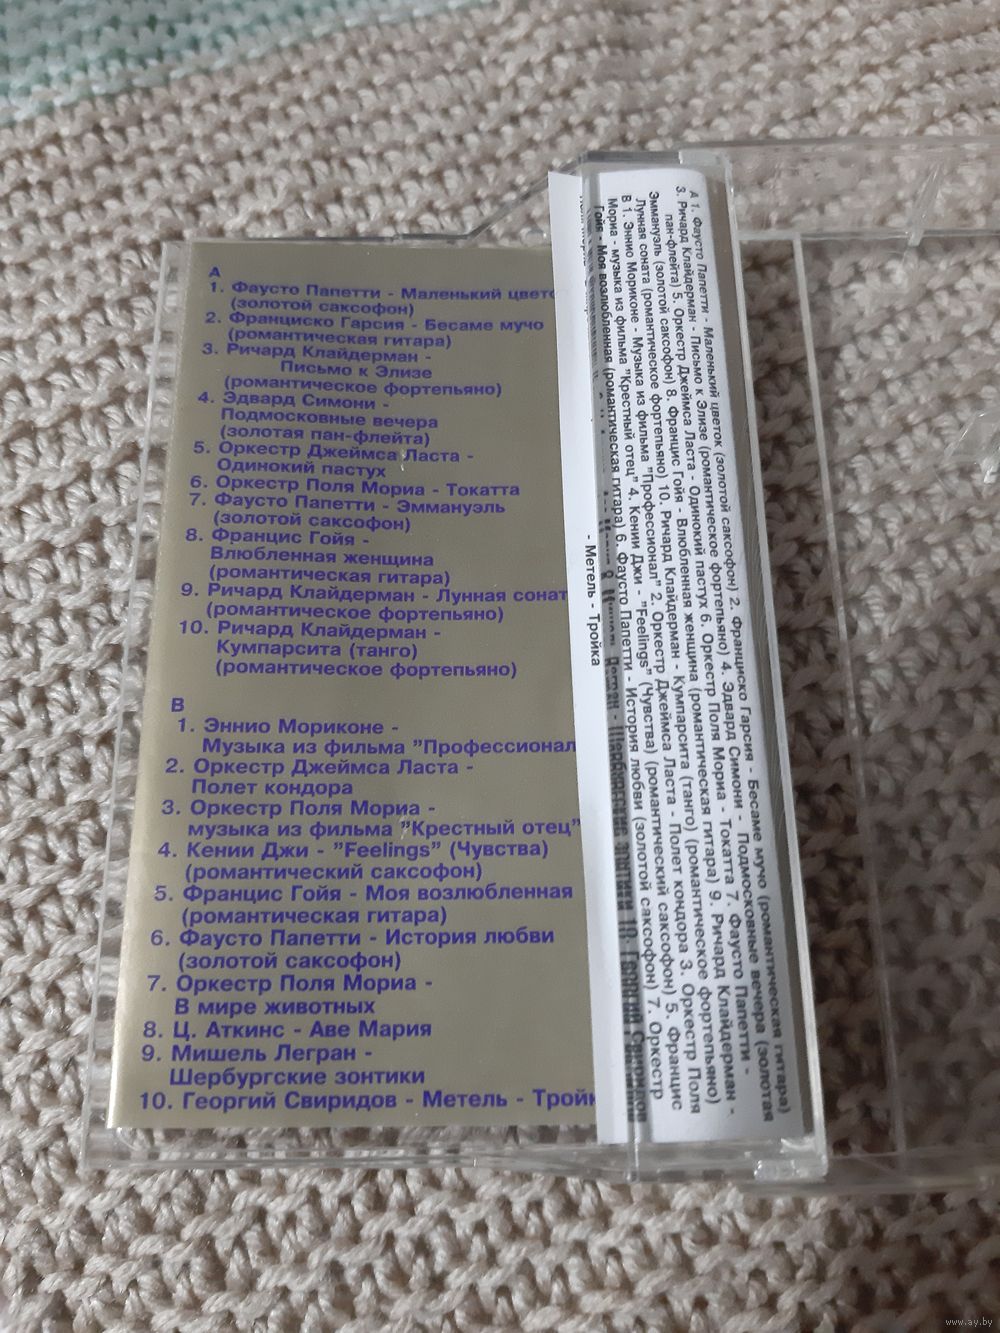 А
1. Фаусто Папетти - Маленький цвето
(золотой саксофон)
2. Франциско Гарсия - Бесаме мучо
(романтическая гитара)
3. Ричард Клайдерман -
Письмо к Элизе
(романтическое фортепьяно)
4. Эдвард Симони -
Подмосковные вечера
(золотая пан-флейта)
5. Оркестр Джеймса Ласта -
Одинокий пастух
6. Оркестр Поля Мориа - Токатта
7. Фаусто Папетти - Эммануэль
(золотой саксофон)
8. Францис Гойя -
Влюбленная женщина
(романтическая гитара)
9. Ричард Клайдерман - Лунная сонат
(романтическое фортепьяно)
10. Ричард Клайдерман -
Кумпарсита (танго)
(романтическое фортепьяно)
В
1. Эннио Мориконе -
Музыка из фильма ”Профессионал
2. Оркестр Джеймса Ласта -
Полет кондора
3. Оркестр Поля Мориа -
музыка из фильма ”Крестный отец”
4. Кении Джи - ”Feelings” (Чувства)
(романтический саксофон)
5. Францис Гойя - Моя возлюбленная
(романтическая гитара)
6. Фаусто Папетти - История любви
(золотой саксофон)
7. Оркестр Поля Мориа -
В мире животных
8. Ц. Аткинс - Аве Мария
9. Мишель Легран -
Шербургские зонтики
10. Георгий Свиридов - Метель - Тройк
А 1. Фаусто Папетти - Маленький цветок (золотой саксофон) 2. Франциско Гарсия - Бесаме мучо (романтическая гитара)
3. Ричард Клайдерман - Письмо к Элизе (романтическое фортепьяно) 4. Эдвард Симони - Подмосковные вечера (золотая
пан-флейта) 5. Оркестр Джеймса Ласта - Одинокий пастух 6. Оркестр Поля Мориа - Токатта 7. Фаусто Папетти -
Эммануэль (золотой саксофон) 8. Францис Гойя - Влюбленная женщина (романтическая гитара) 9. Ричард Клайдерман -
Лунная соната (романтическое фортепьяно) 10. Ричард Клайдерман - Кумпарсита (танго) (романтическое фортепьяно)
В 1. Эннио Мориконе - Музыка из фильма ”Профессионал” 2. Оркестр Джеймса Ласта - Полет кондора 3. Оркестр Поля
Мориа - музыка из фильма ”Крестный отец” 4. Кении Джи - ”Feelings” (Чувства) (романтический саксофон) 5. Францис
Гойя - Моя возлюбленная (романтическая гитара) 6. Фаусто Папетти - История любви (золотой саксофон) 7. Оркестр
8. Мишель Легран - Шербургские зонтики 10. Георгий Свиридов
- Метель - Тройка
www.ay.by